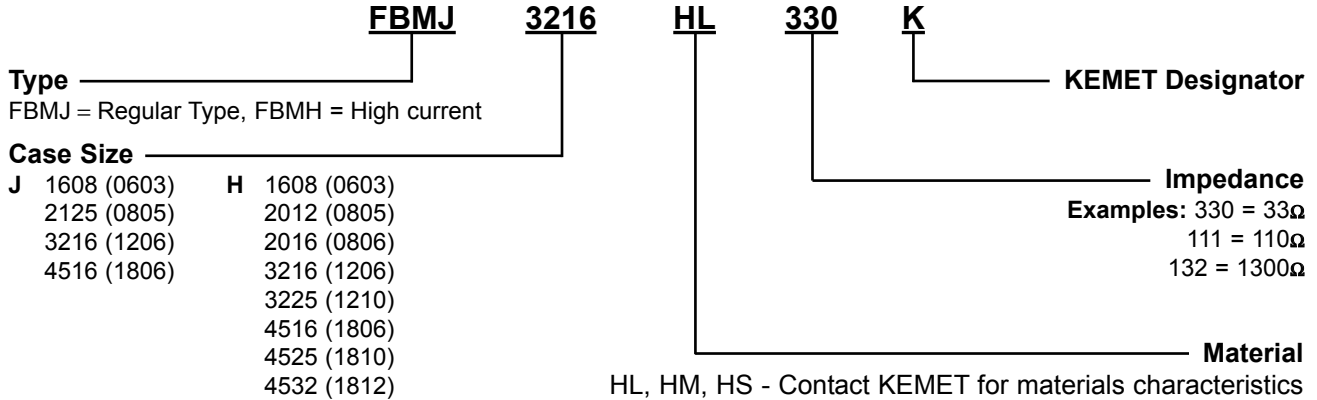 FBMJ 3216 HL 330 K
Type
FBMJ = Regular Type, FBMH = High current
KEMET Designator
Case Size
J 1608 (0603) H 1608 (0603)
2125 (0805) 2012 (0805)
3216 (1206) 2016 (0806)
4516 (1806) 3216 (1206)
3225 (1210)
4516 (1806)
4525 (1810)
4532 (1812)
Impedance
Examples: 330 = 33Ω
111 = 110Ω
132 = 1300Ω
Material
HL, HM, HS - Contact KEMET for materials characteristics